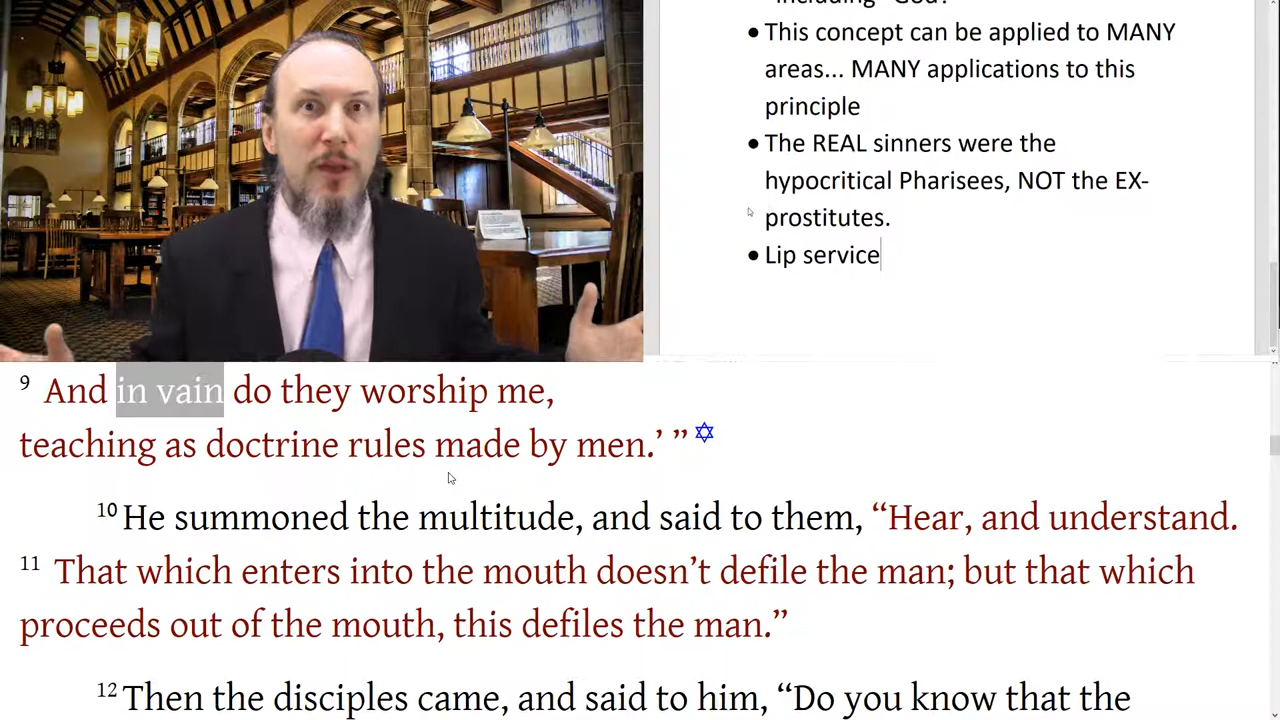 "including "God?"
• This concept can be applied to MANY
areas... MANY applications to this
principle
• The REAL sinners were the
hypocritical Pharisees, NOT the EX-
prostitutes.
• Lip service
9 And in vain do they worship me,
teaching as doctrine rules made by men.’ ” ✡
10 He summoned the multitude, and said to them, “Hear, and understand.
11 That which enters into the mouth doesn’t defile the man; but that which
proceeds out of the mouth, this defiles the man.”
12 Then the disciples came, and said to him, “Do you know that the